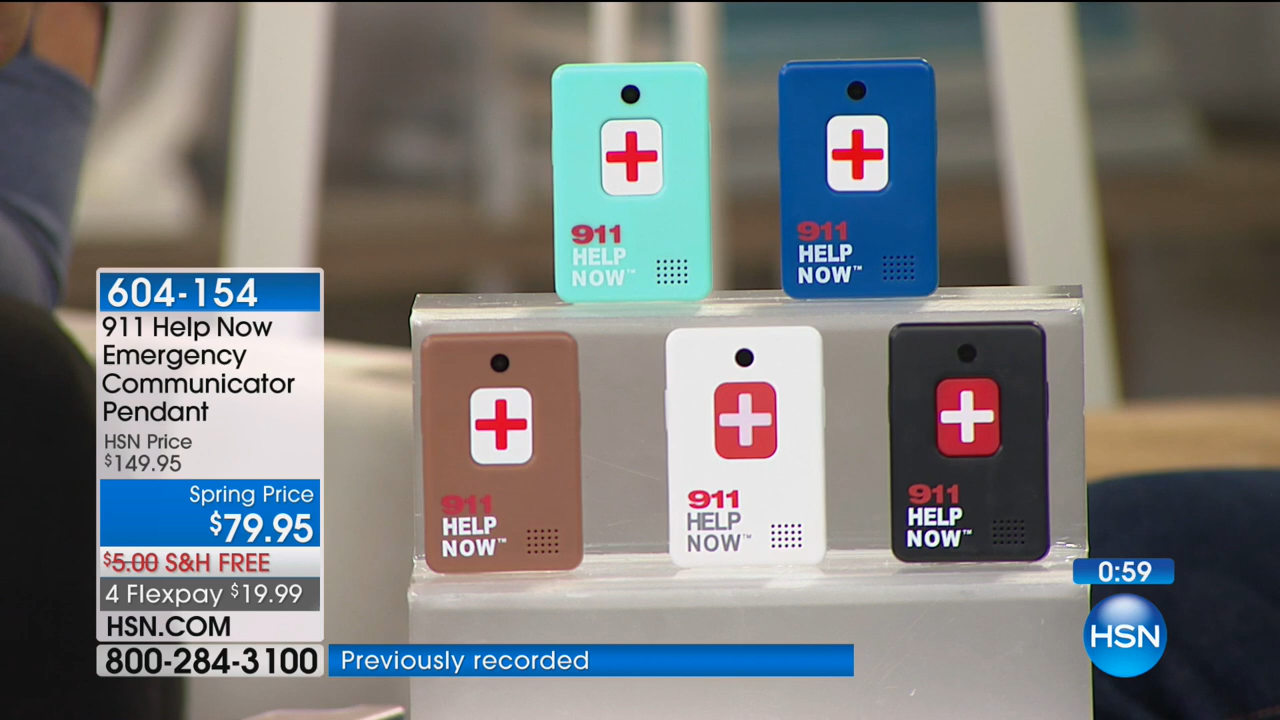 911
HELP
NOW™
911
HELP
NOW™
911
HELP
NOW™
911
HELP
NOW™
911
HELP
NOW™
604-154
911 Help Now
Emergency
Communicator
Pendant
HSN Price
$149.95
Spring Price
$79.95
$5.00 S&H FREE
4 Flexpay $19.99
HSN.COM
800-284-3100
Previously recorded
0:59
HSN